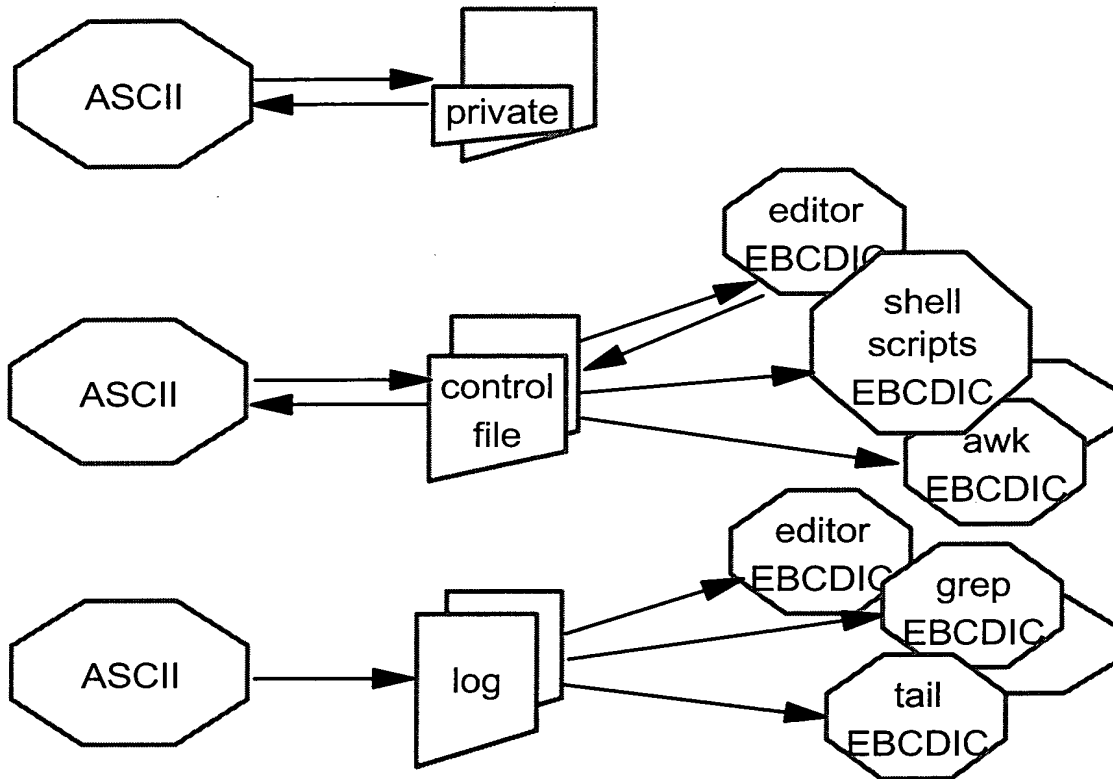 ASCII
private
editor
EBCDIC
shell
scripts
EBCDIC
ASCII
control
file
awk
EBCDIC
editor
EBCDIC
grep
EBCDIC
ASCII
log
tail
EBCDIC